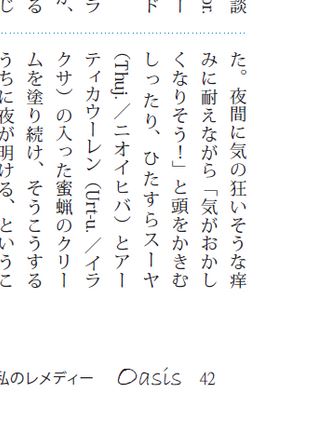 談
or.
ー
ド
ラ
か、
る
じ
た。夜間に気の狂いそうな痒
みに耐えながら「気がおかし
くなりそう！」と頭をかきむ
しったり、ひたすらスーヤ
（Thuj.／ニオイヒバ）とアー
ティカウーレン（Urt-u.／イラ
クサ）の入った蜜蝋のクリー
ムを塗り続け、そうこうする
うちに夜が明ける、というこ
私のレメディー Oasis 42